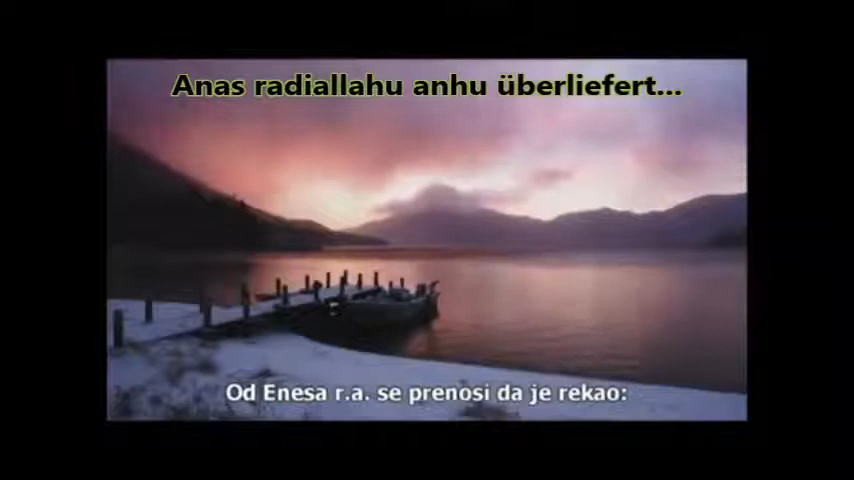 Anas radiallahu anhu überliefert...
Od Enesa r.a. se prenosi da je rekao: